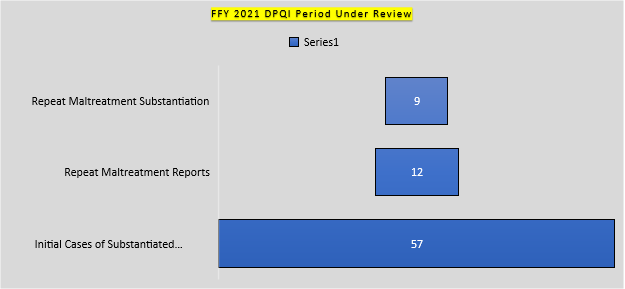 FFY 2021 DPQI Period Under Review
Series1
Repeat Maltreatment Substantiation
9
Repeat Maltreatment Reports
12
Initial Cases of Substantiated...
57